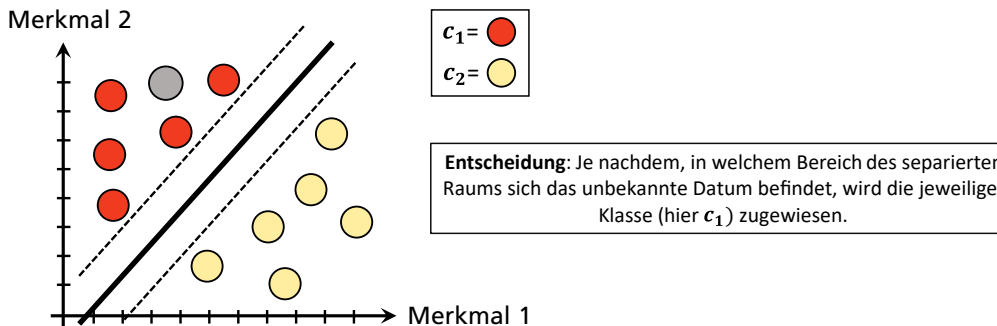 Merkmal 2
c₁=
c₂=
Entscheidung: Je nachdem, in welchem Bereich des separierten
Raums sich das unbekannte Datum befindet, wird die jeweilige
Klasse (hier c₁) zugewiesen.
Merkmal 1